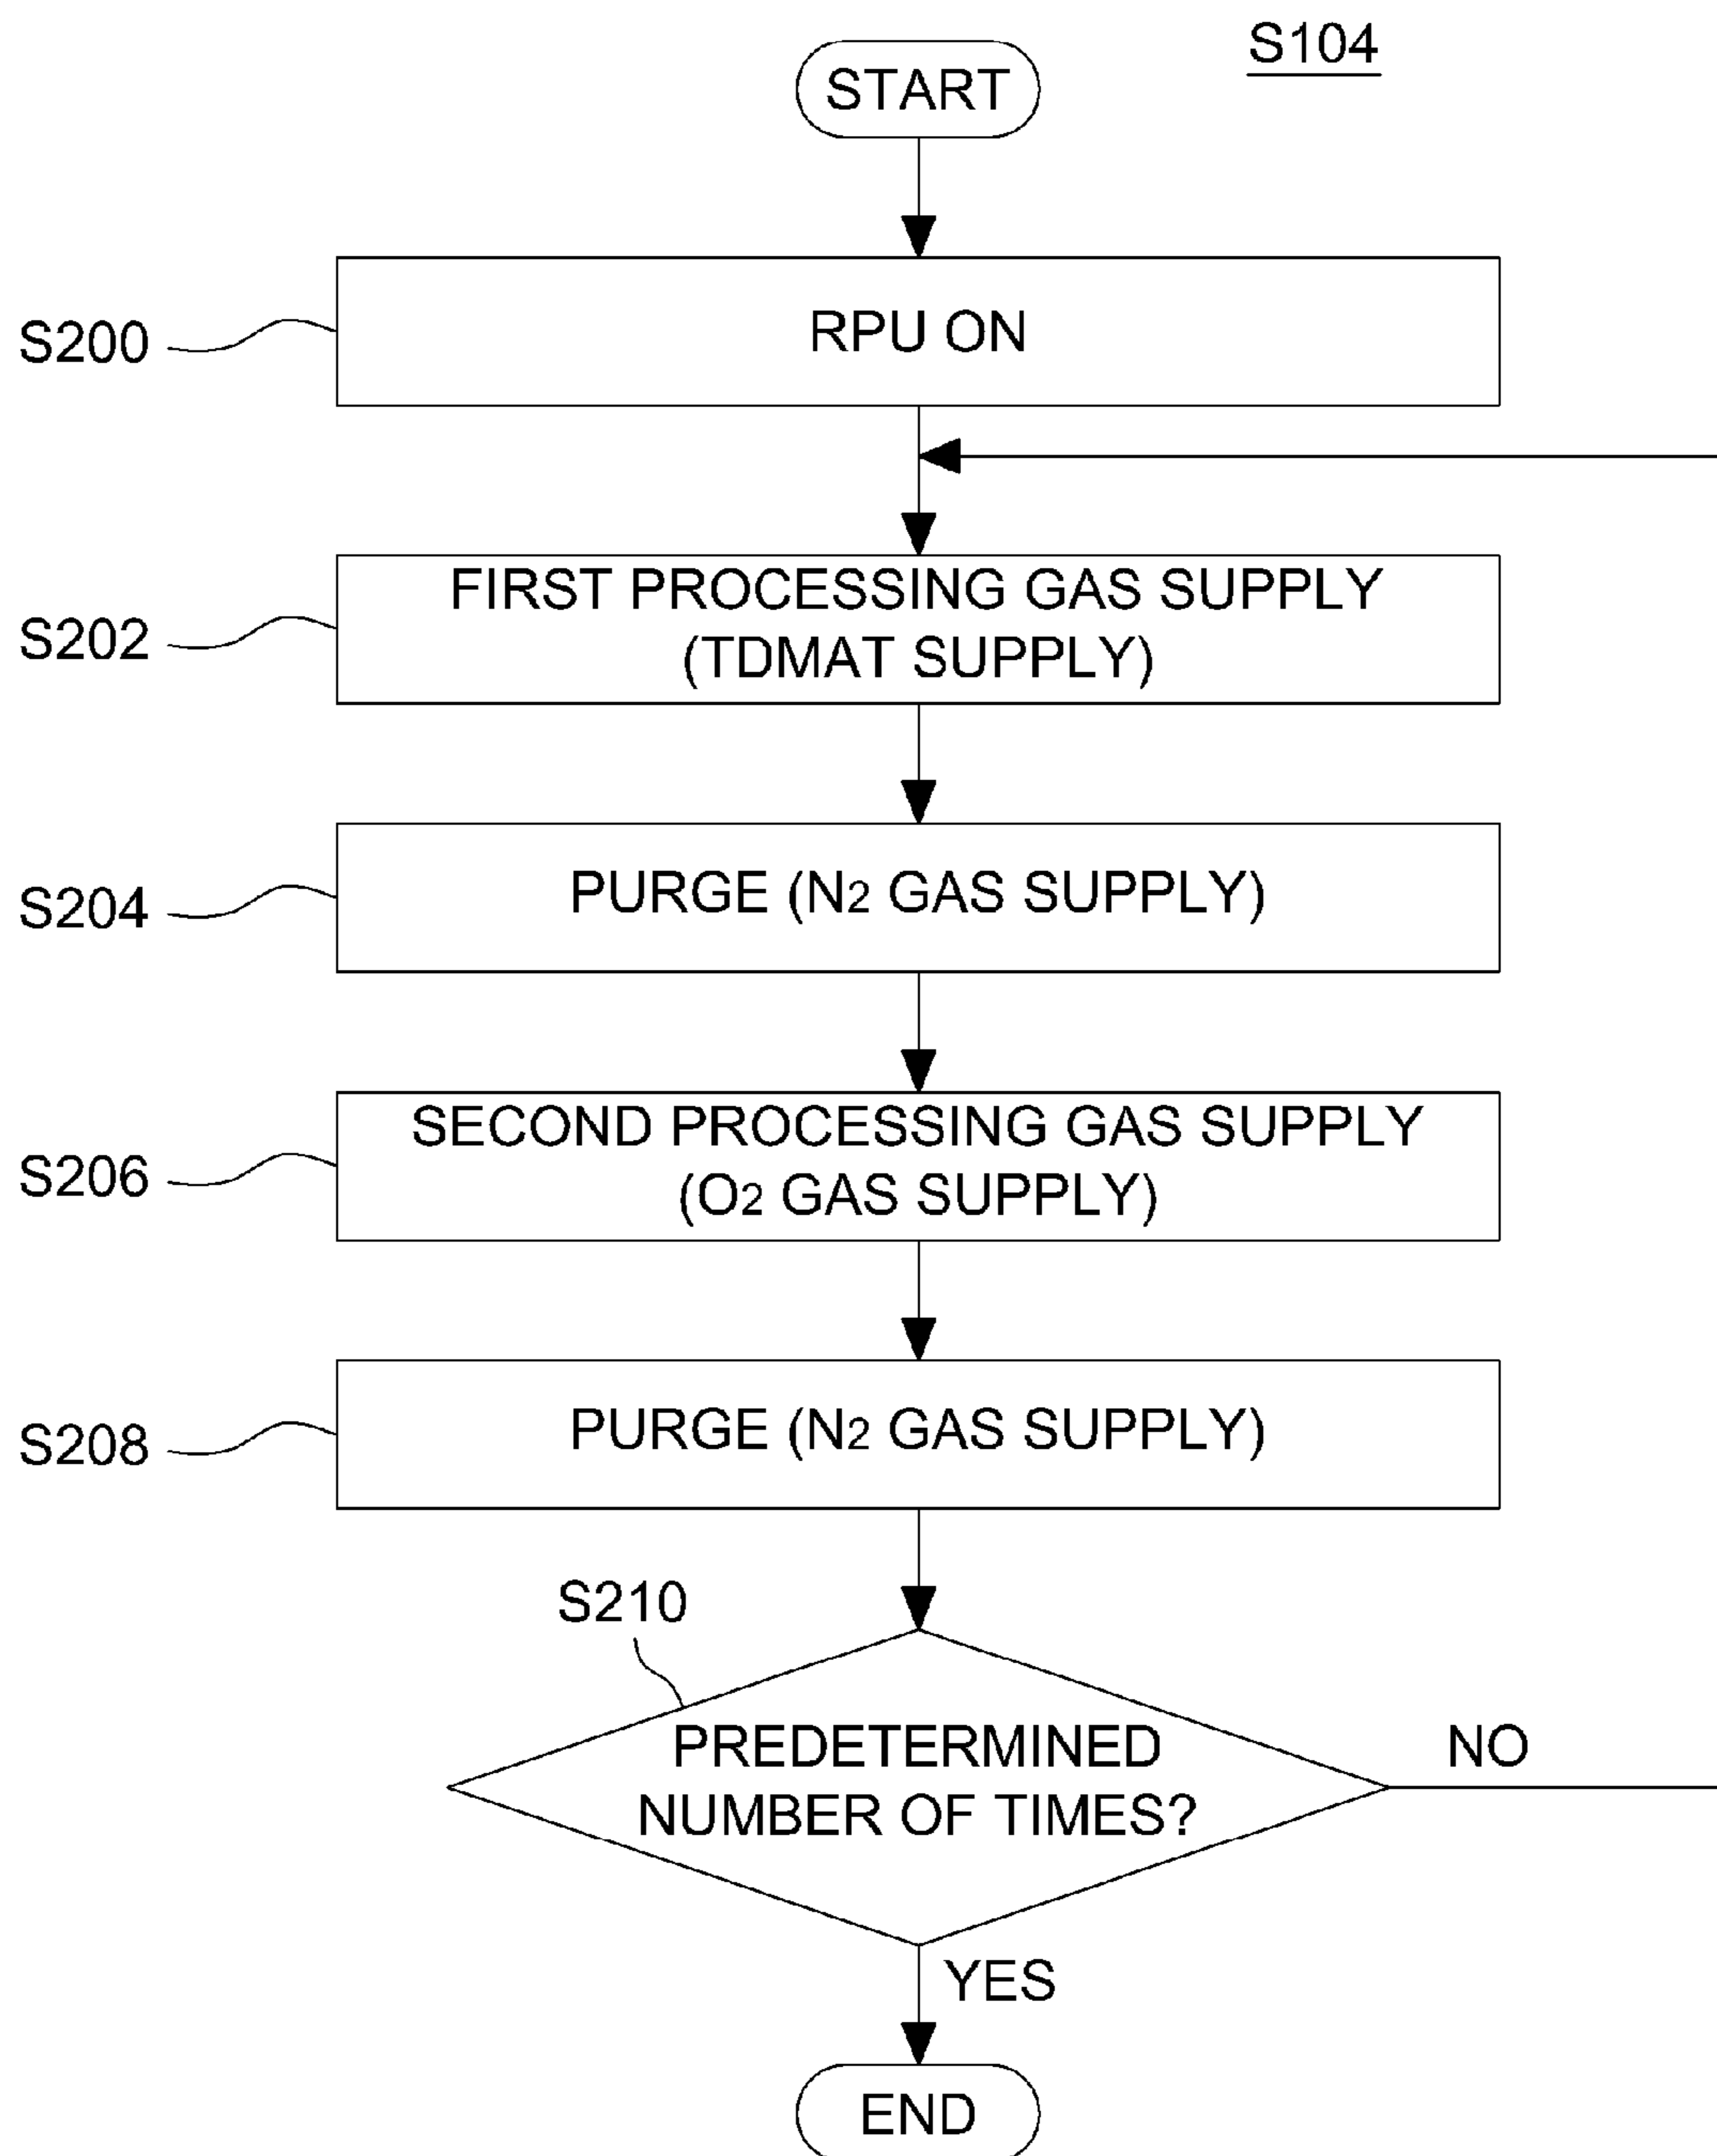 S104
START
S200
RPU ON
S202
FIRST PROCESSING GAS SUPPLY
(TDMAT SUPPLY)
S204
PURGE (N2 GAS SUPPLY)
S206
SECOND PROCESSING GAS SUPPLY
(O2 GAS SUPPLY)
S208
PURGE (N2 GAS SUPPLY)
S210
PREDETERMINED
NUMBER OF TIMES?
NO
YES
END